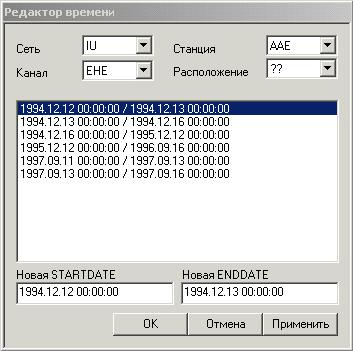 Редактор времени
Сеть IU Станция AAE
Канал EHE Расположение ??
1994.12.12 00:00:00 / 1994.12.13 00:00:00
1994.12.13 00:00:00 / 1994.12.16 00:00:00
1994.12.16 00:00:00 / 1995.12.12 00:00:00
1995.12.12 00:00:00 / 1996.09.16 00:00:00
1997.09.11 00:00:00 / 1997.09.13 00:00:00
1997.09.13 00:00:00 / 1997.09.16 00:00:00
Новая STARTDATE Новая ENDDATE
1994.12.12 00:00:00 1994.12.13 00:00:00
OK Отмена Применить